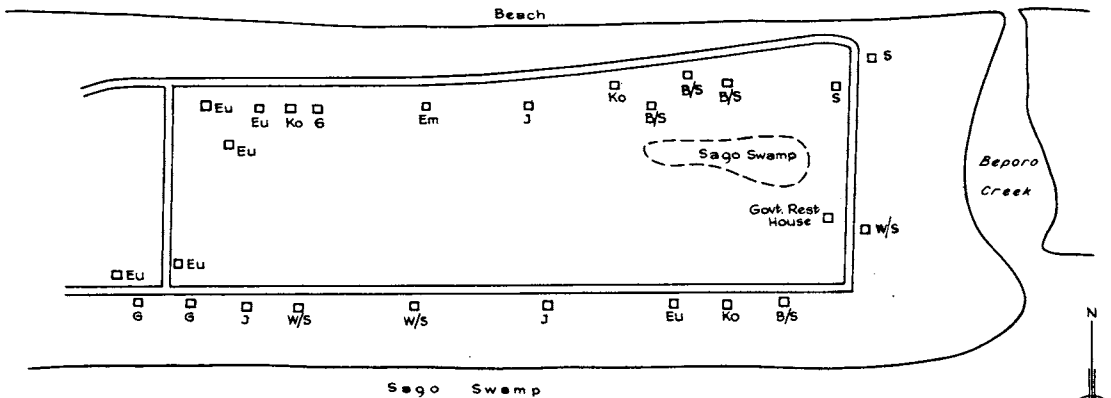 Beach
S
Ko
B/S
B/S
S
Eu
Eu
Ko
G
Em
J
B/S
Eu
Sago Swamp
Beporo
Creek
Govt. Rest
House
W/S
Eu
Eu
G
G
J
W/S
W/S
J
Eu
Ko
B/S
N
Sago Swamp